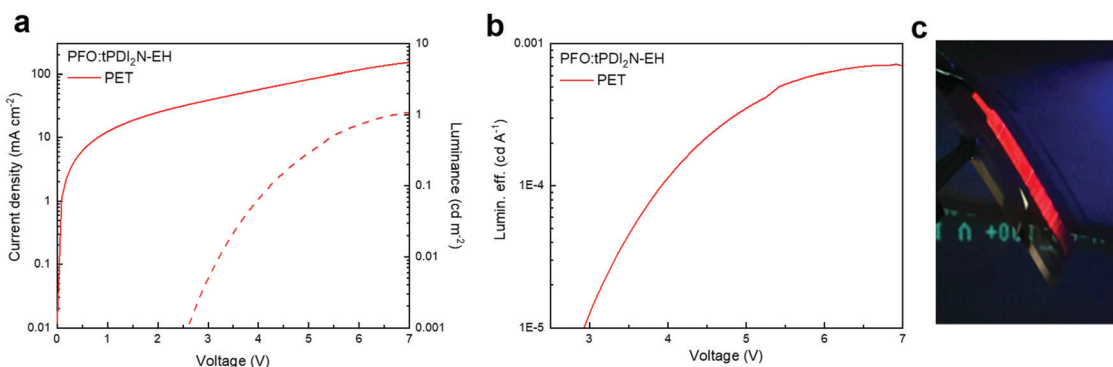 a
PFO:tPDI₂N-EH
PET
100
10
1
0.1
0.01
Current density (mA cm⁻²)
0
1
2
3
4
5
6
7
Voltage (V)
10
1
0.1
0.01
0.001
Luminance (cd m⁻²)
b
PFO:tPDI₂N-EH
PET
0.001
1E-4
1E-5
Lumin. eff. (cd A⁻¹)
3
4
5
6
7
Voltage (V)
c